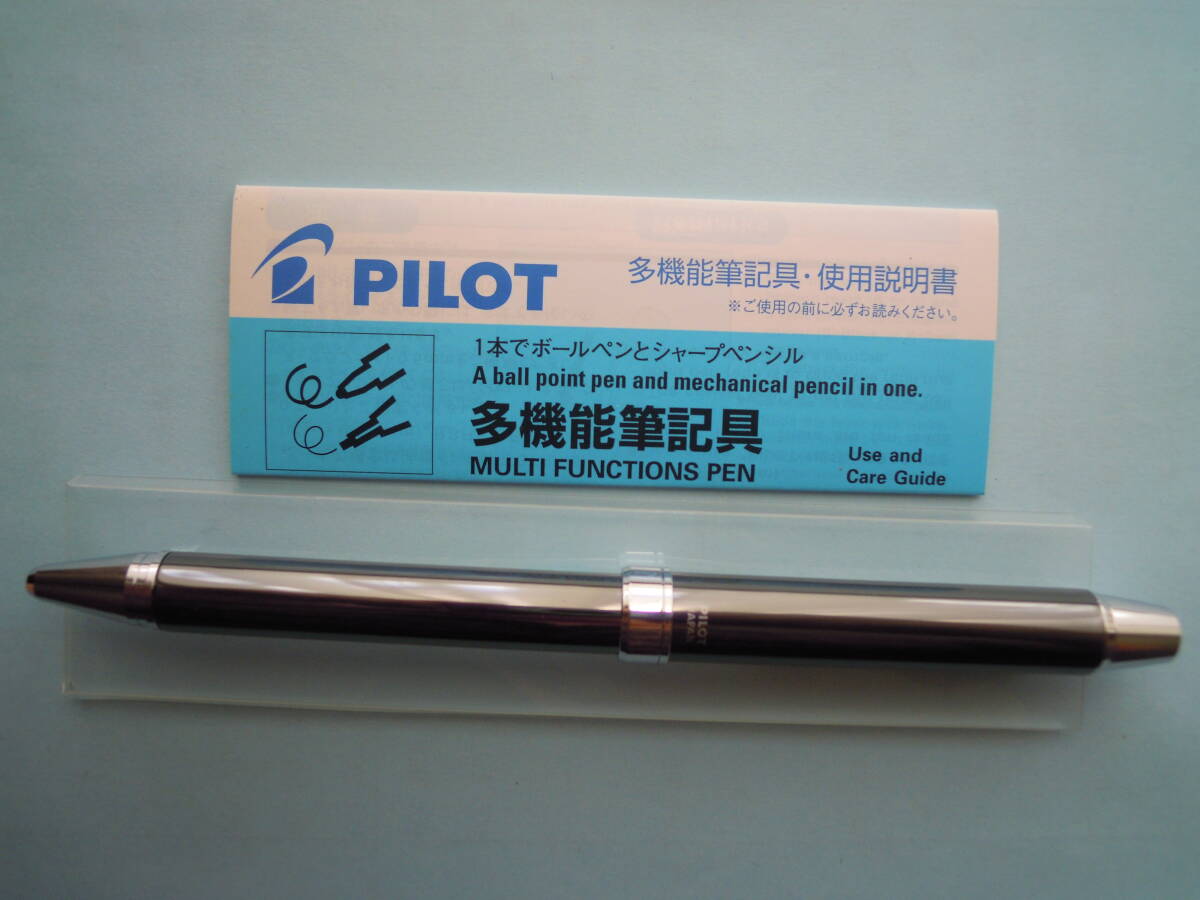 PILOT
多機能筆記具・使用説明書
※ご使用の前に必ずお読みください。
1本でボールペンとシャープペンシル
A ball point pen and mechanical pencil in one.
多機能筆記具
MULTI FUNCTIONS PEN
Use and
Care Guide
PILOT
JAPAN